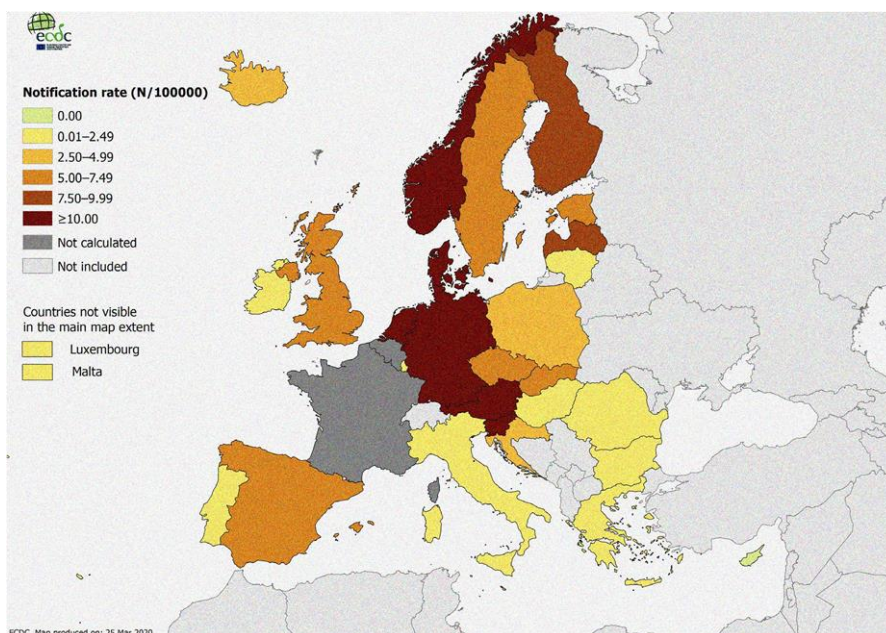 ecdc
Notification rate (N/100000)
0.00
0.01–2.49
2.50–4.99
5.00–7.49
7.50–9.99
≥10.00
Not calculated
Not included
Countries not visible
in the main map extent
Luxembourg
Malta
ECDC. Map produced on: 25 Mar 2020